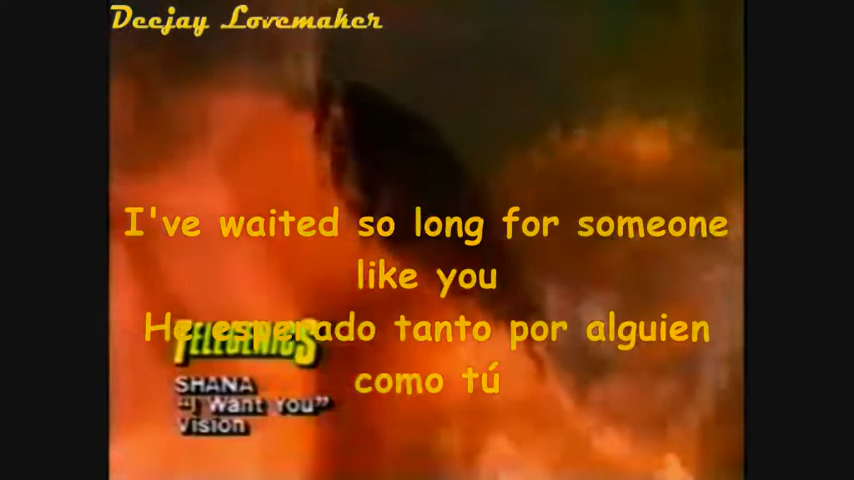 Deejay Lovemaker
I've waited so long for someone
like you
He esperado tanto por alguien
como tú
TELEGENICS
SHANA
"I Want You"
Vision